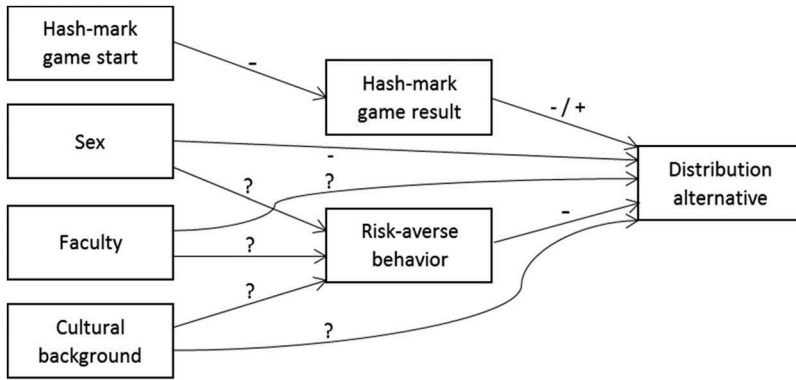 Hash-mark
game start
-
Hash-mark
game result
- / +
Sex
-
?
?
Distribution
alternative
Faculty
?
Risk-averse
behavior
-
?
Cultural
background
?